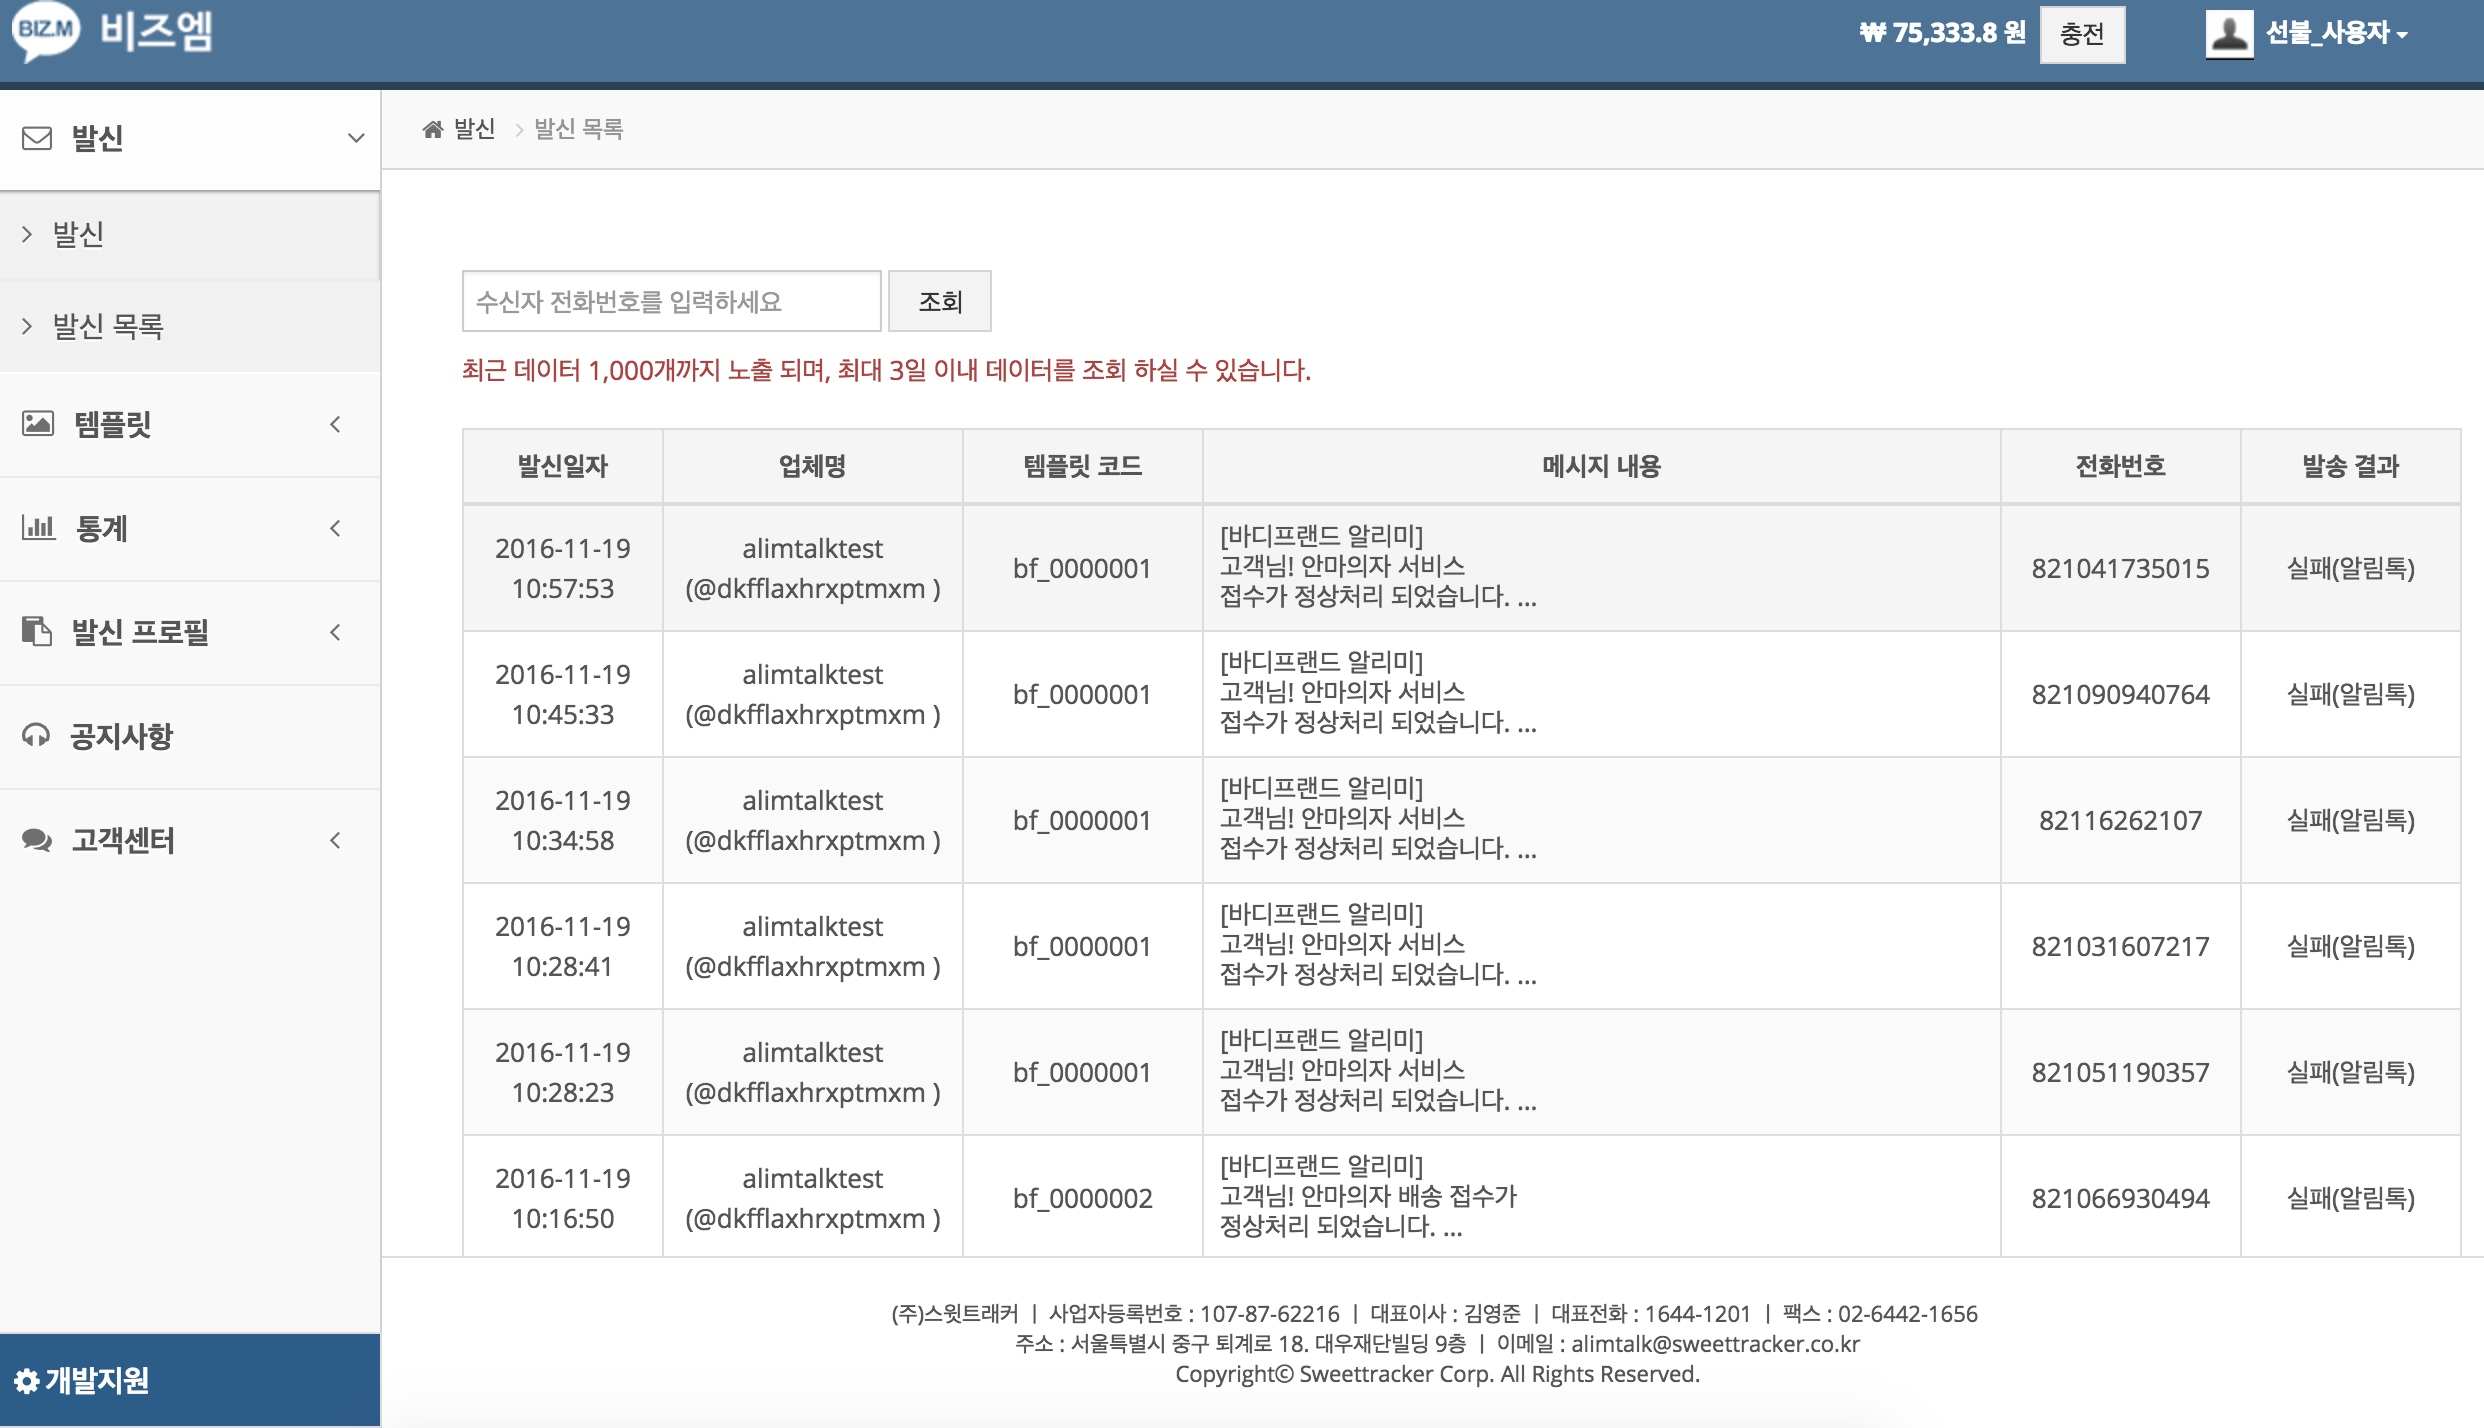 BIZ.M 비즈엠
₩ 75,333.8 원 충전 선불_사용자
발신
발신
발신 목록
템플릿
통계
발신 프로필
공지사항
고객센터
개발지원
발신 > 발신 목록
수신자 전화번호를 입력하세요 조회
최근 데이터 1,000개까지 노출 되며, 최대 3일 이내 데이터를 조회 하실 수 있습니다.
발신일자 업체명 템플릿 코드 메시지 내용 전화번호 발송 결과
2016-11-19
10:57:53
alimtalktest
(@dkfflaxhrxptmxm )
bf_0000001
[바디프랜드 알리미]
고객님! 안마의자 서비스
접수가 정상처리 되었습니다. ...
821041735015
실패(알림톡)
2016-11-19
10:45:33
alimtalktest
(@dkfflaxhrxptmxm )
bf_0000001
[바디프랜드 알리미]
고객님! 안마의자 서비스
접수가 정상처리 되었습니다. ...
821090940764
실패(알림톡)
2016-11-19
10:34:58
alimtalktest
(@dkfflaxhrxptmxm )
bf_0000001
[바디프랜드 알리미]
고객님! 안마의자 서비스
접수가 정상처리 되었습니다. ...
82116262107
실패(알림톡)
2016-11-19
10:28:41
alimtalktest
(@dkfflaxhrxptmxm )
bf_0000001
[바디프랜드 알리미]
고객님! 안마의자 서비스
접수가 정상처리 되었습니다. ...
821031607217
실패(알림톡)
2016-11-19
10:28:23
alimtalktest
(@dkfflaxhrxptmxm )
bf_0000001
[바디프랜드 알리미]
고객님! 안마의자 서비스
접수가 정상처리 되었습니다. ...
821051190357
실패(알림톡)
2016-11-19
10:16:50
alimtalktest
(@dkfflaxhrxptmxm )
bf_0000002
[바디프랜드 알리미]
고객님! 안마의자 배송 접수가
정상처리 되었습니다. ...
821066930494
실패(알림톡)
(주)스윗트래커 | 사업자등록번호 : 107-87-62216 | 대표이사 : 김영준 | 대표전화 : 1644-1201 | 팩스 : 02-6442-1656
주소 : 서울특별시 중구 퇴계로 18. 대우재단빌딩 9층 | 이메일 : alimtalk@sweettracker.co.kr
Copyright© Sweettracker Corp. All Rights Reserved.